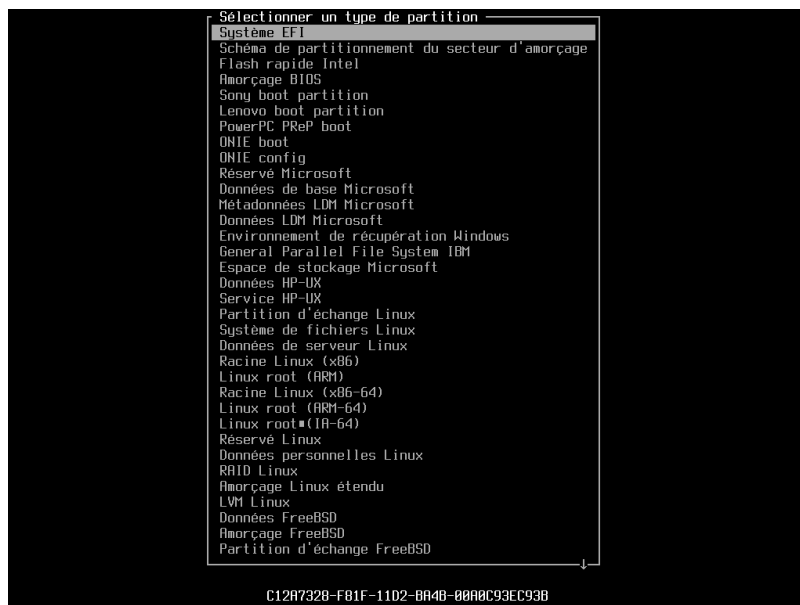 Sélectionner un type de partition
Système EFI
Schéma de partitionnement du secteur d'amorçage
Flash rapide Intel
Amorçage BIOS
Sony boot partition
Lenovo boot partition
PowerPC PReP boot
ONIE boot
ONIE config
Réservé Microsoft
Données de base Microsoft
Métadonnées LDM Microsoft
Données LDM Microsoft
Environnement de récupération Windows
General Parallel File System IBM
Espace de stockage Microsoft
Données HP-UX
Service HP-UX
Partition d'échange Linux
Système de fichiers Linux
Données de serveur Linux
Racine Linux (x86)
Linux root (ARM)
Racine Linux (x86-64)
Linux root (ARM-64)
Linux root▪(IA-64)
Réservé Linux
Données personnelles Linux
RAID Linux
Amorçage Linux étendu
LVM Linux
Données FreeBSD
Amorçage FreeBSD
Partition d'échange FreeBSD
↓
C12A7328-F81F-11D2-BA4B-00A0C93EC93B